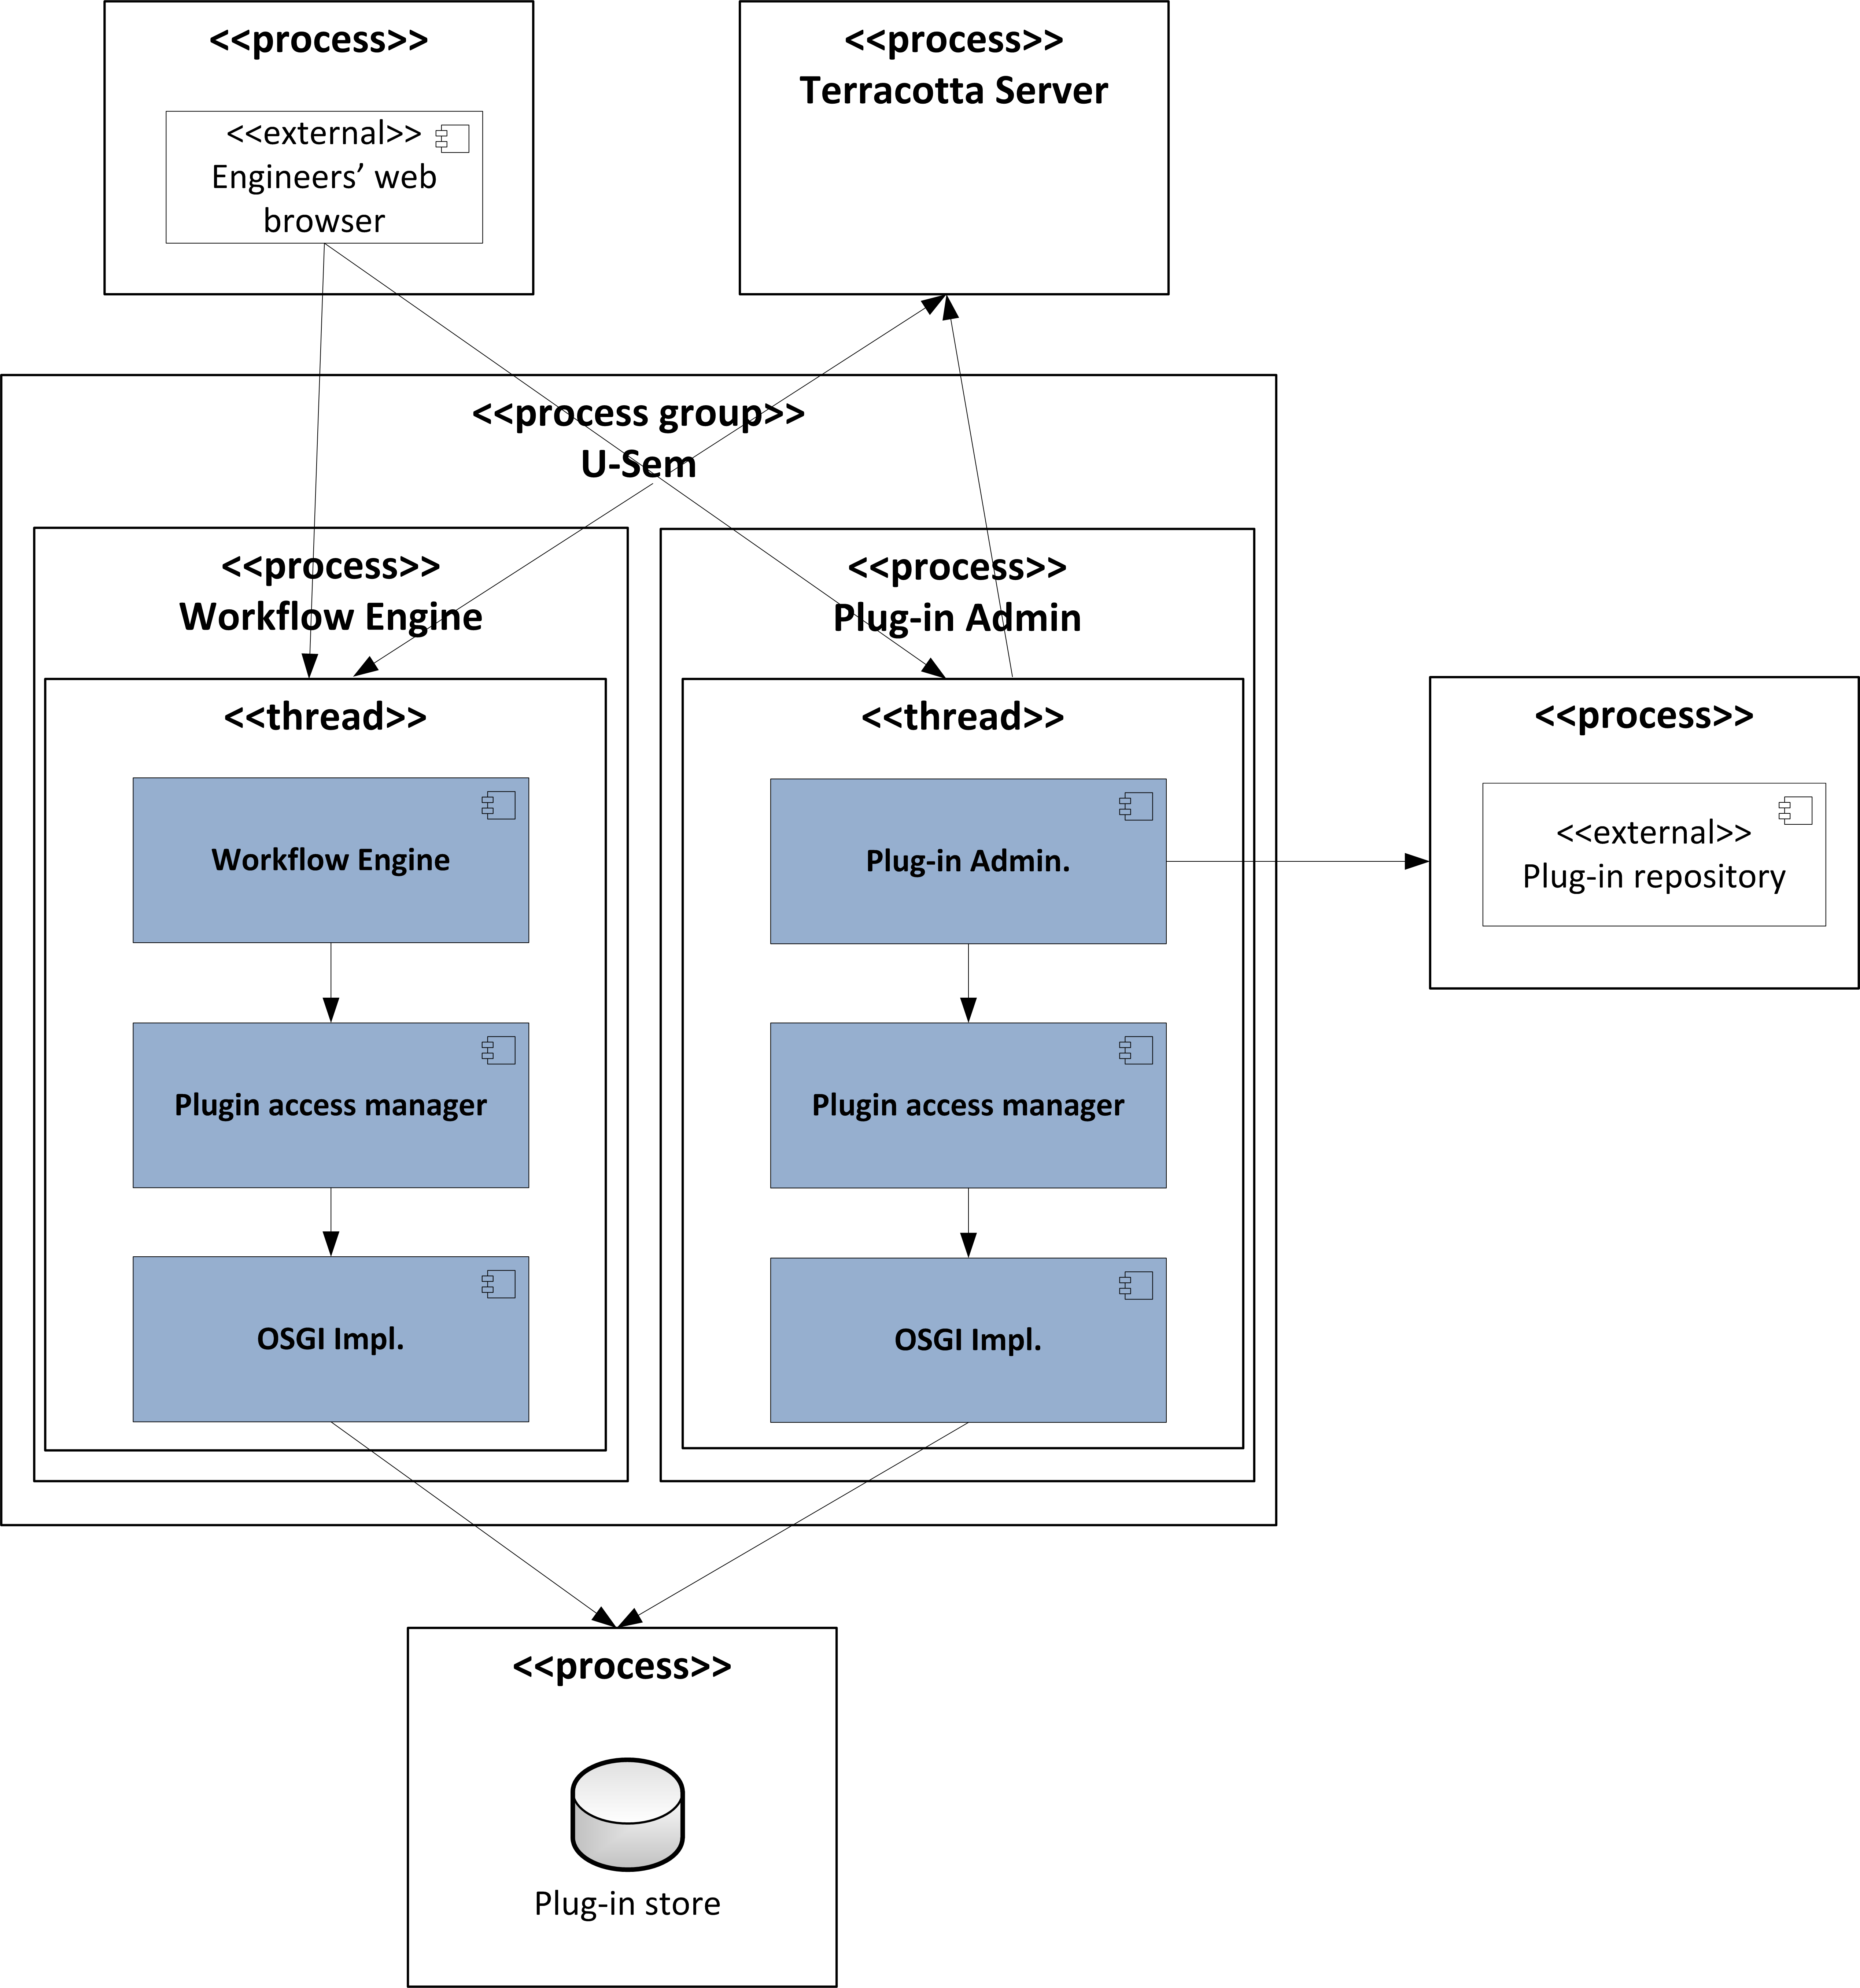 <<process>>
<<external>>
Engineers’ web
browser
<<process>>
Terracotta Server
<<process group>>
U-Sem
<<process>>
Workflow Engine
<<thread>>
Workflow Engine
Plugin access manager
OSGI Impl.
<<process>>
Plug-in Admin
<<thread>>
Plug-in Admin.
Plugin access manager
OSGI Impl.
<<process>>
<<external>>
Plug-in repository
<<process>>
Plug-in store